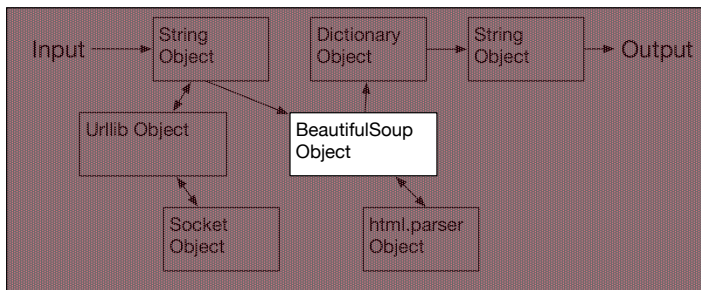 Input
String
Object
Dictionary
Object
String
Object
Output
Urllib Object
BeautifulSoup
Object
Socket
Object
html.parser
Object